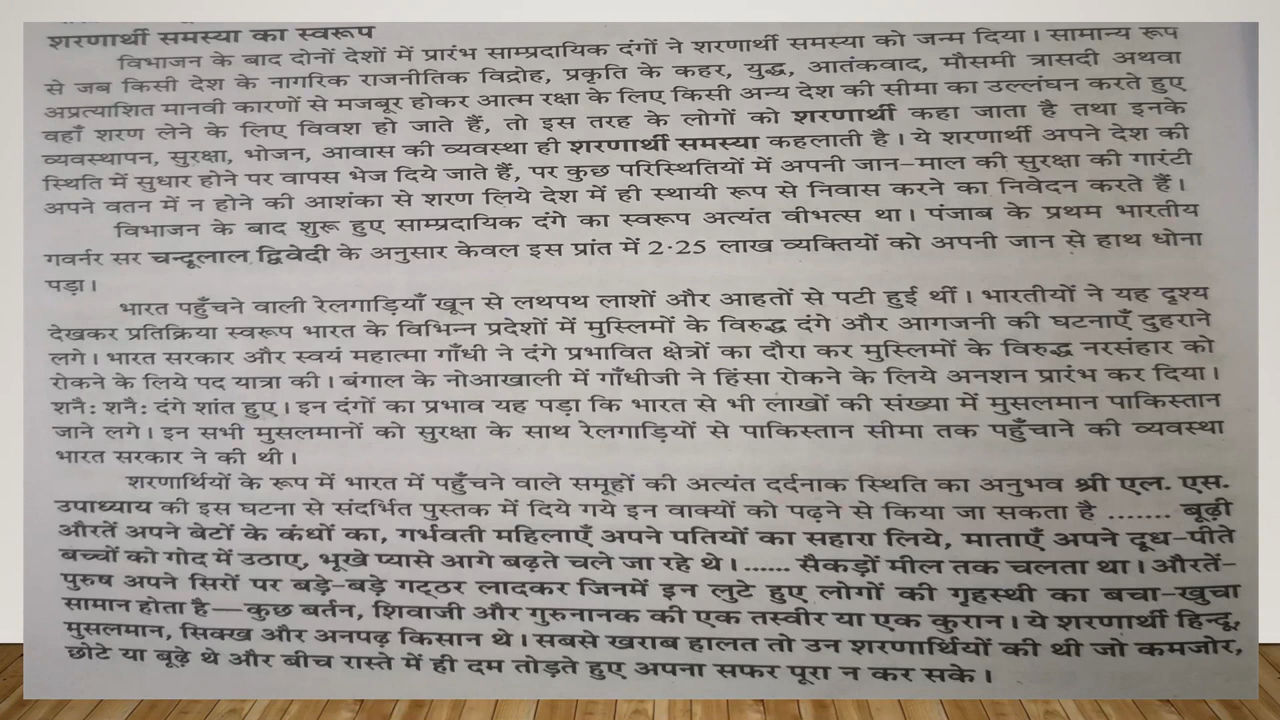 शरणार्थी समस्या का स्वरूप
विभाजन के बाद दोनों देशों में प्रारंभ साम्प्रदायिक दंगों ने शरणार्थी समस्या को जन्म दिया। सामान्य रूप
से जब किसी देश के नागरिक राजनीतिक विद्रोह, प्रकृति के कहर, युद्ध, आतंकवाद, मौसमी त्रासदी अथवा
अप्रत्याशित मानवी कारणों से मजबूर होकर आत्म रक्षा के लिए किसी अन्य देश की सीमा का उल्लंघन करते हुए
वहाँ शरण लेने के लिए विवश हो जाते हैं, तो इस तरह के लोगों को शरणार्थी कहा जाता है तथा इनके
व्यवस्थापन, सुरक्षा, भोजन, आवास की व्यवस्था ही शरणार्थी समस्या कहलाती है। ये शरणार्थी अपने देश की
स्थिति में सुधार होने पर वापस भेज दिये जाते हैं, पर कुछ परिस्थितियों में अपनी जान-माल की सुरक्षा की गारंटी
अपने वतन में न होने की आशंका से शरण लिये देश में ही स्थायी रूप से निवास करने का निवेदन करते हैं।
विभाजन के बाद शुरू हुए साम्प्रदायिक दंगे का स्वरूप अत्यंत वीभत्स था। पंजाब के प्रथम भारतीय
गवर्नर सर चन्दूलाल द्विवेदी के अनुसार केवल इस प्रांत में 2·25 लाख व्यक्तियों को अपनी जान से हाथ धोना
पड़ा।
भारत पहुँचने वाली रेलगाड़ियाँ खून से लथपथ लाशों और आहतों से पटी हुई थीं। भारतीयों ने यह दृश्य
देखकर प्रतिक्रिया स्वरूप भारत के विभिन्न प्रदेशों में मुस्लिमों के विरुद्ध दंगे और आगजनी की घटनाएँ दुहराने
लगे। भारत सरकार और स्वयं महात्मा गाँधी ने दंगे प्रभावित क्षेत्रों का दौरा कर मुस्लिमों के विरुद्ध नरसंहार को
रोकने के लिये पद यात्रा की। बंगाल के नोआखाली में गाँधीजी ने हिंसा रोकने के लिये अनशन प्रारंभ कर दिया।
शनै: शनै: दंगे शांत हुए। इन दंगों का प्रभाव यह पड़ा कि भारत से भी लाखों की संख्या में मुसलमान पाकिस्तान
जाने लगे। इन सभी मुसलमानों को सुरक्षा के साथ रेलगाड़ियों से पाकिस्तान सीमा तक पहुँचाने की व्यवस्था
भारत सरकार ने की थी।
शरणार्थियों के रूप में भारत में पहुँचने वाले समूहों की अत्यंत दर्दनाक स्थिति का अनुभव श्री एल. एस.
उपाध्याय की इस घटना से संदर्भित पुस्तक में दिये गये इन वाक्यों को पढ़ने से किया जा सकता है ........ बूढ़ी
औरतें अपने बेटों के कंधों का, गर्भवती महिलाएँ अपने पतियों का सहारा लिये, माताएँ अपने दूध-पीते
बच्चों को गोद में उठाए, भूखे प्यासे आगे बढ़ते चले जा रहे थे। ...... सैकड़ों मील तक चलता था। औरतें-
पुरुष अपने सिरों पर बड़े-बड़े गट्ठर लादकर जिनमें इन लुटे हुए लोगों की गृहस्थी का बचा-खुचा
सामान होता है—कुछ बर्तन, शिवाजी और गुरुनानक की एक तस्वीर या एक कुरान। ये शरणार्थी हिन्दू,
मुसलमान, सिक्ख और अनपढ़ किसान थे। सबसे खराब हालत तो उन शरणार्थियों की थी जो कमजोर,
छोटे या बूढ़े थे और बीच रास्ते में ही दम तोड़ते हुए अपना सफर पूरा न कर सके।